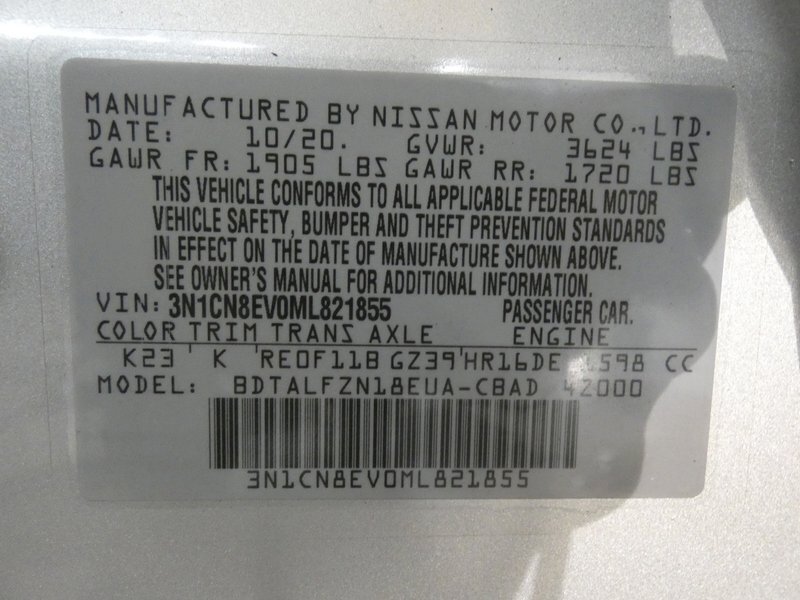 MANUFACTURED BY NISSAN MOTOR CO., LTD.
DATE: 10/20. GVWR: 3624 LBS
GAWR FR: 1905 LBS GAWR RR: 1720 LBS
THIS VEHICLE CONFORMS TO ALL APPLICABLE FEDERAL MOTOR
VEHICLE SAFETY, BUMPER AND THEFT PREVENTION STANDARDS
IN EFFECT ON THE DATE OF MANUFACTURE SHOWN ABOVE.
SEE OWNER'S MANUAL FOR ADDITIONAL INFORMATION.
VIN: 3N1CN8EV0ML821855 PASSENGER CAR.
COLOR TRIM TRANS AXLE ENGINE
K23 K RE0F11B GZ39 HR16DE 1598 CC
MODEL: BDTALFZN18EUA-CBAD 4Z000
3N1CN8EV0ML821855